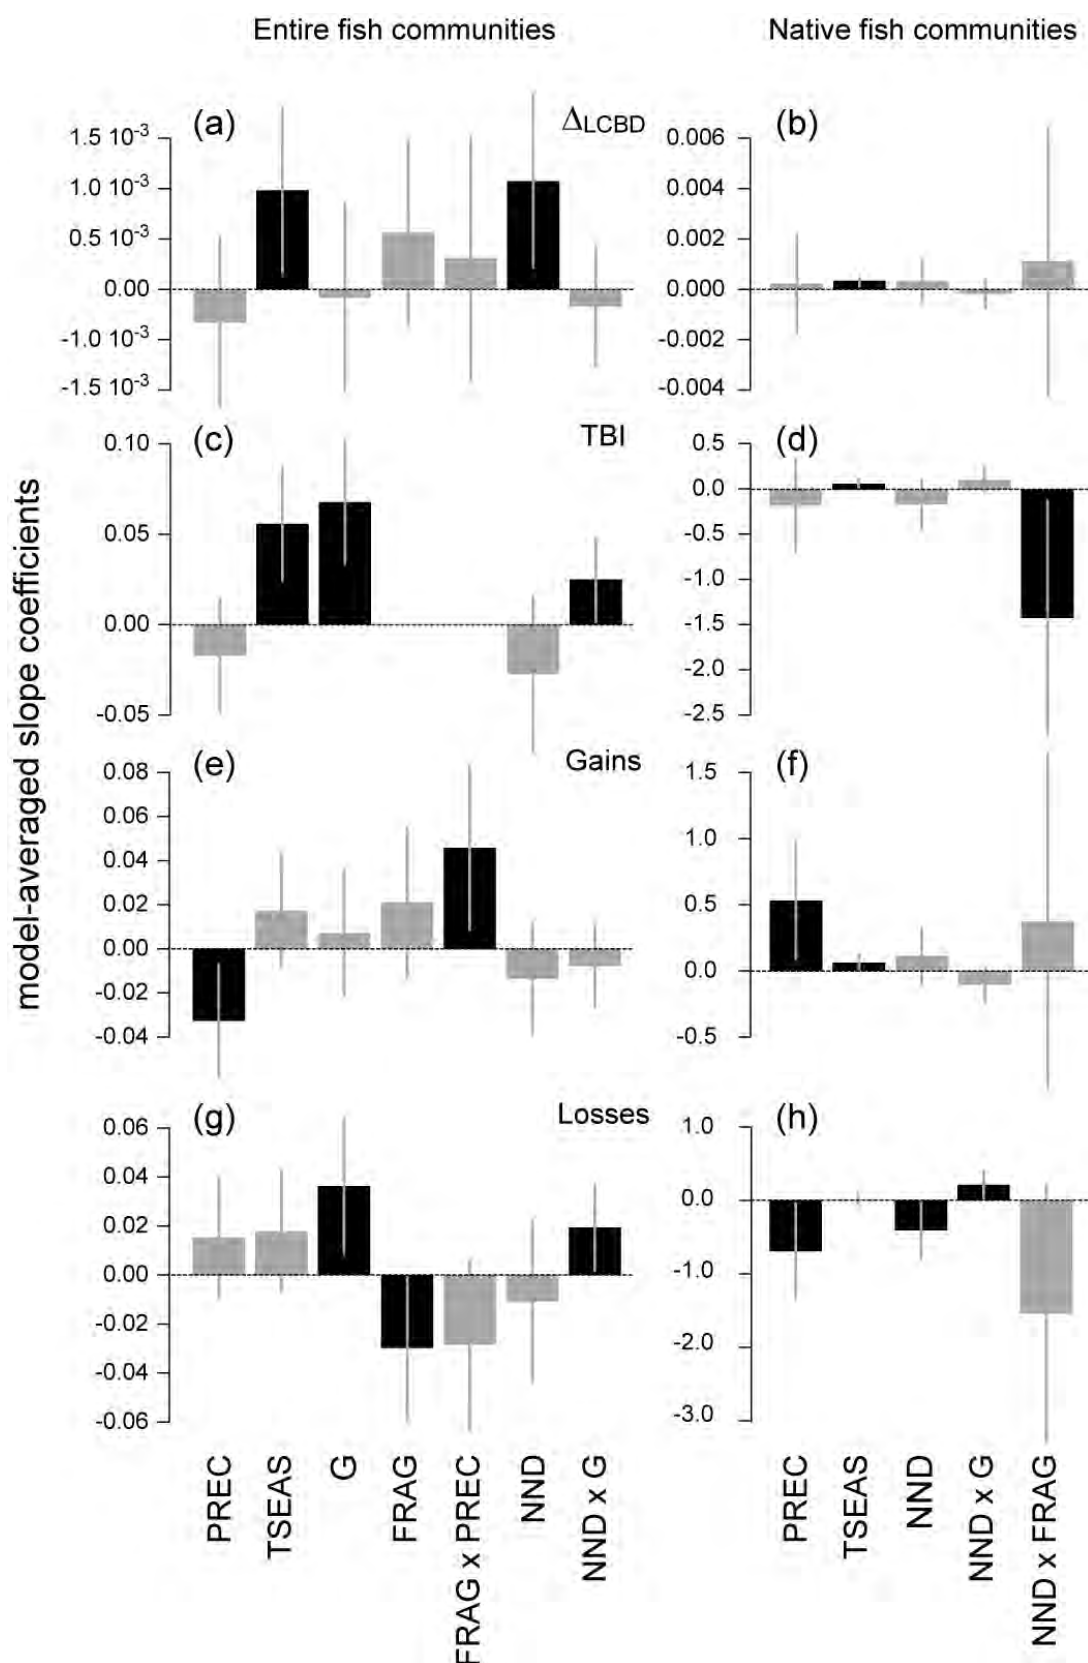 Entire fish communities
Native fish communities
model-averaged slope coefficients
(a)
ΔLCBD
1.5 10⁻³
1.0 10⁻³
0.5 10⁻³
0.00
-1.0 10⁻³
-1.5 10⁻³
(b)
0.006
0.004
0.002
0.000
-0.002
-0.004
(c)
TBI
0.10
0.05
0.00
-0.05
(d)
0.5
0.0
-0.5
-1.0
-1.5
-2.0
-2.5
(e)
Gains
0.08
0.06
0.04
0.02
0.00
-0.02
-0.04
(f)
1.5
1.0
0.5
0.0
-0.5
(g)
Losses
0.06
0.04
0.02
0.00
-0.02
-0.04
-0.06
(h)
1.0
0.0
-1.0
-2.0
-3.0
PREC
TSEAS
G
FRAG
FRAG x PREC
NND
NND x G
PREC
TSEAS
NND
NND x G
NND x FRAG